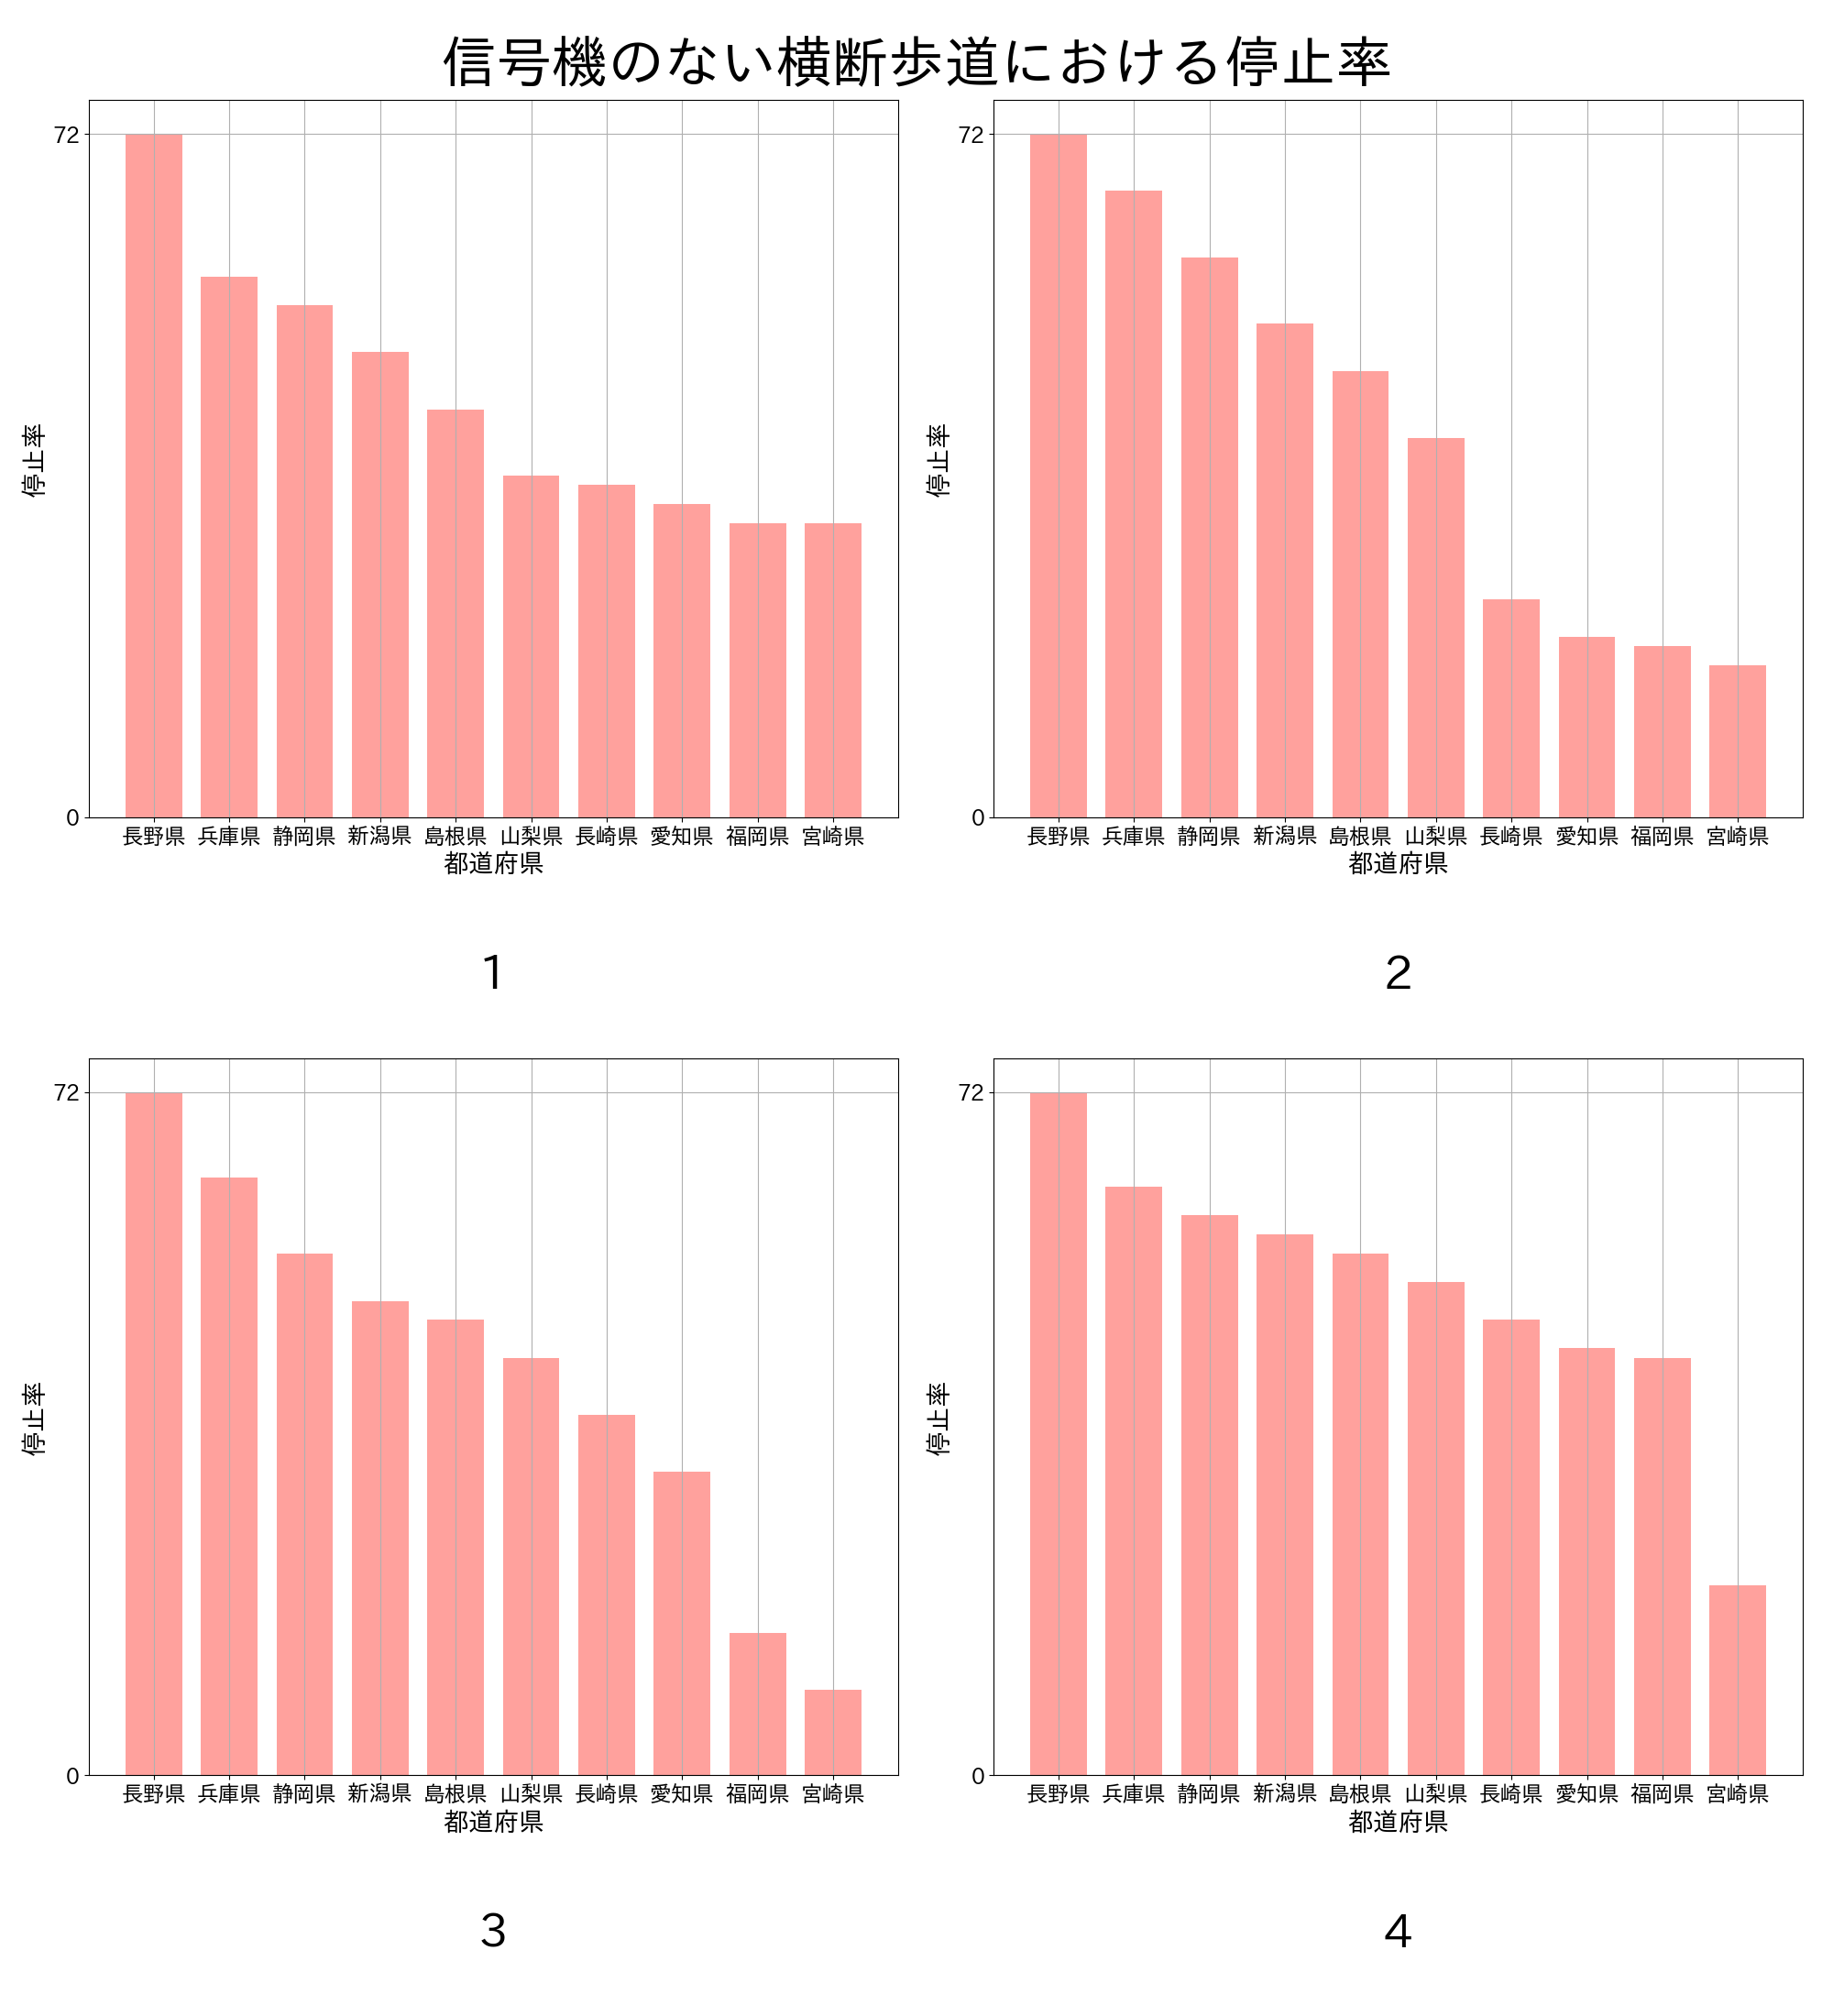 信号機のない横断歩道における停止率
72
0
停止率
長野県 兵庫県 静岡県 新潟県 島根県 山梨県 長崎県 愛知県 福岡県 宮崎県
都道府県
1
72
0
停止率
長野県 兵庫県 静岡県 新潟県 島根県 山梨県 長崎県 愛知県 福岡県 宮崎県
都道府県
2
72
0
停止率
長野県 兵庫県 静岡県 新潟県 島根県 山梨県 長崎県 愛知県 福岡県 宮崎県
都道府県
3
72
0
停止率
長野県 兵庫県 静岡県 新潟県 島根県 山梨県 長崎県 愛知県 福岡県 宮崎県
都道府県
4